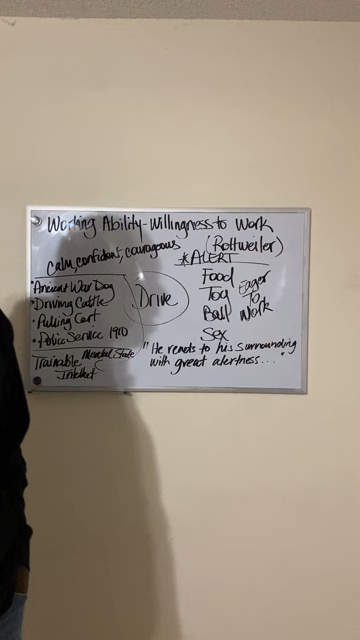 Working Ability-Willingness to Work
(Rottweiler)
calm, confident, courageous
*ALERT
Ancient War Dog
• Driving Cattle
• Pulling Cart
• Police Service 1910
Trainable Mental State
Intellect
Drive
Food
Toy
Ball
Sex
Eager
To
Work
"He reacts to his surrounding
with great alertness..."